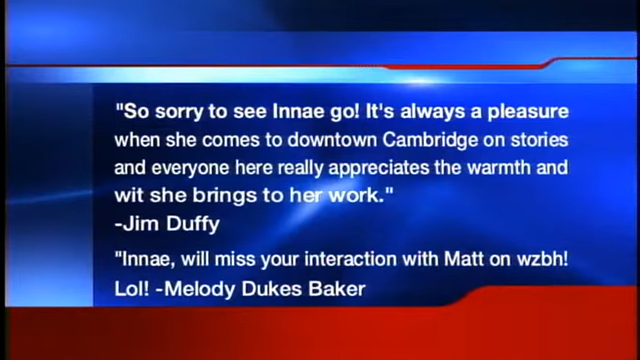 "So sorry to see Innae go! It's always a pleasure
when she comes to downtown Cambridge on stories
and everyone here really appreciates the warmth and
wit she brings to her work."
-Jim Duffy
"Innae, will miss your interaction with Matt on wzbh!
Lol! -Melody Dukes Baker